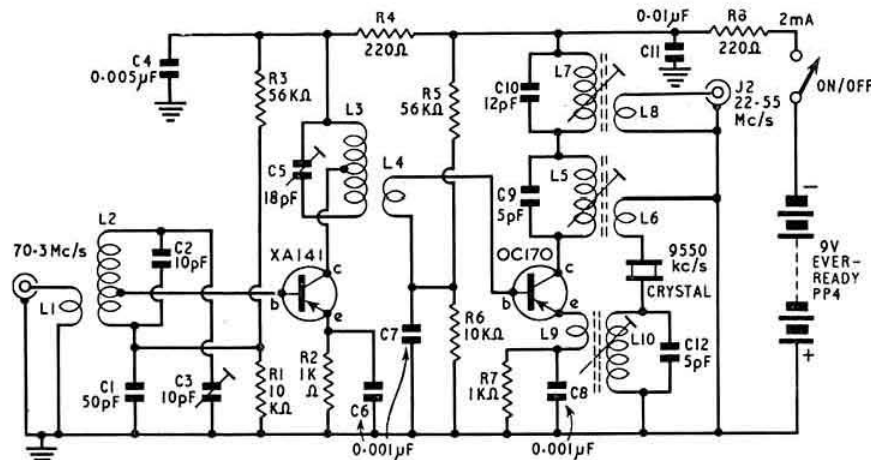 0·01µF
R8
2mA
C4
0·005µF
R4
220Ω
C11
220Ω
R3
56KΩ
R5
56KΩ
C10
12pF
L7
L8
J2
22-55
Mc/s
ON/OFF
L3
C5
18pF
L4
C9
5pF
L5
L6
L2
C2
10pF
70·3Mc/s
XA141
OC170
9550
kc/s
CRYSTAL
−
9V
EVER-
READY
PP4
+
L1
c
b
e
c
b
e
L9
L10
C12
5pF
C1
50pF
C3
10pF
R1
10
KΩ
R2
1K
Ω
C6
C7
R6
10KΩ
R7
1KΩ
C8
0·001µF
0·001µF